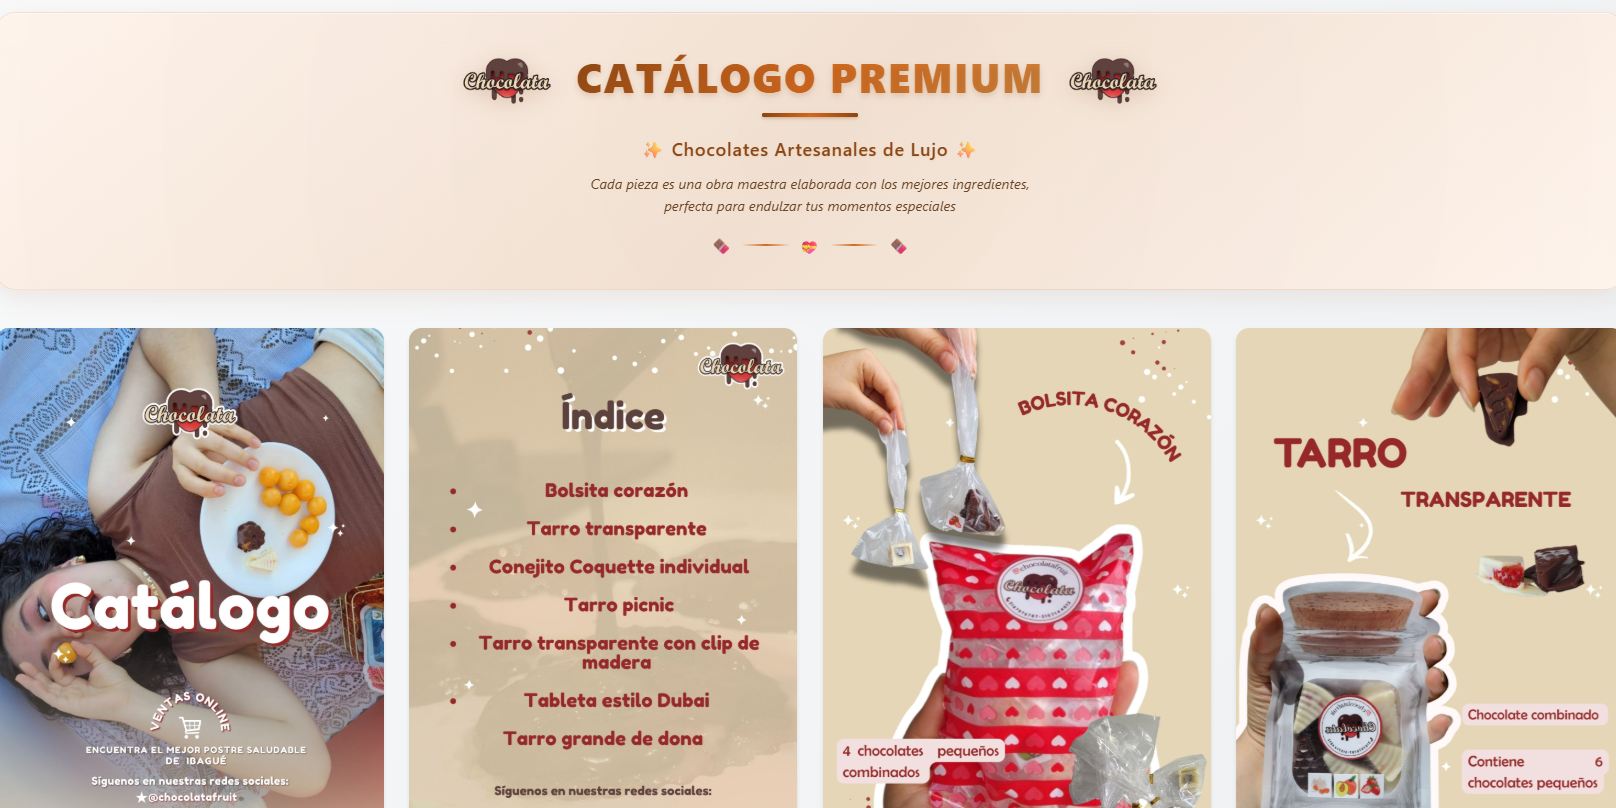 Chocolata
CATÁLOGO PREMIUM
Chocolata
✨ Chocolates Artesanales de Lujo ✨
Cada pieza es una obra maestra elaborada con los mejores ingredientes,
perfecta para endulzar tus momentos especiales
Chocolata
Catálogo
VENTAS ONLINE
ENCUENTRA EL MEJOR POSTRE SALUDABLE
DE IBAGUÉ
Síguenos en nuestras redes sociales:
★@chocolatafruit
Chocolata
Índice
• Bolsita corazón
• Tarro transparente
• Conejito Coquette individual
• Tarro picnic
• Tarro transparente con clip de
madera
• Tableta estilo Dubai
Tarro grande de dona
Síguenos en nuestras redes sociales:
BOLSITA CORAZÓN
@chocolatafruit
Chocolata
4 chocolates pequeños
combinados
TARRO
TRANSPARENTE
Chocolata
Chocolate combinado
Contiene 6
chocolates pequeños